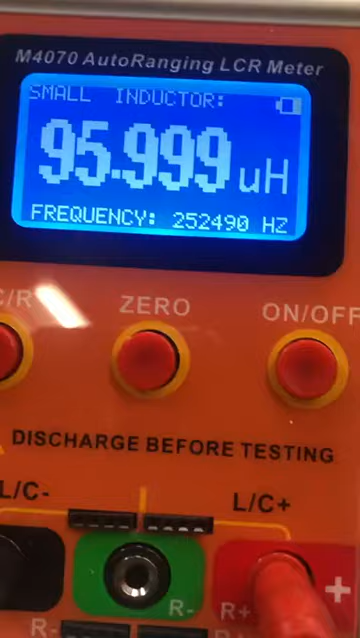 M4070 AutoRanging LCR Meter
SMALL INDUCTOR:
95.999 uH
FREQUENCY: 252490 HZ
C/R
ZERO
ON/OFF
DISCHARGE BEFORE TESTING
L/C-
L/C+
R-
R+
+
R-